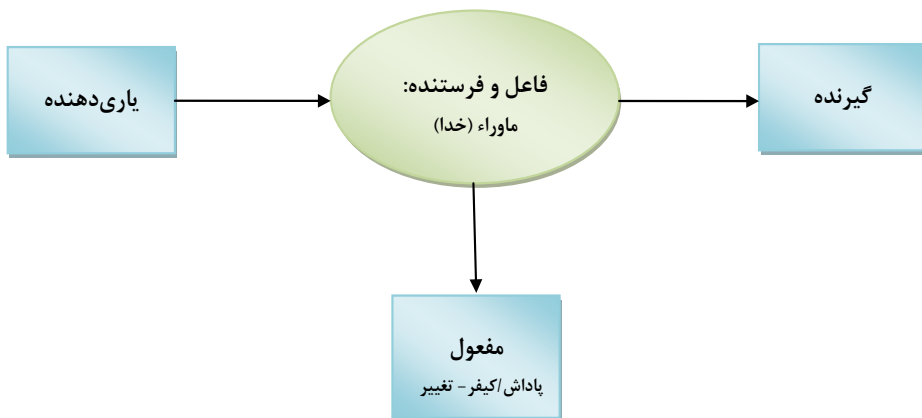 گیرنده
فاعل و فرستنده:
ماوراء (خدا)
یاری‌دهنده
مفعول
پاداش/کیفر - تغییر